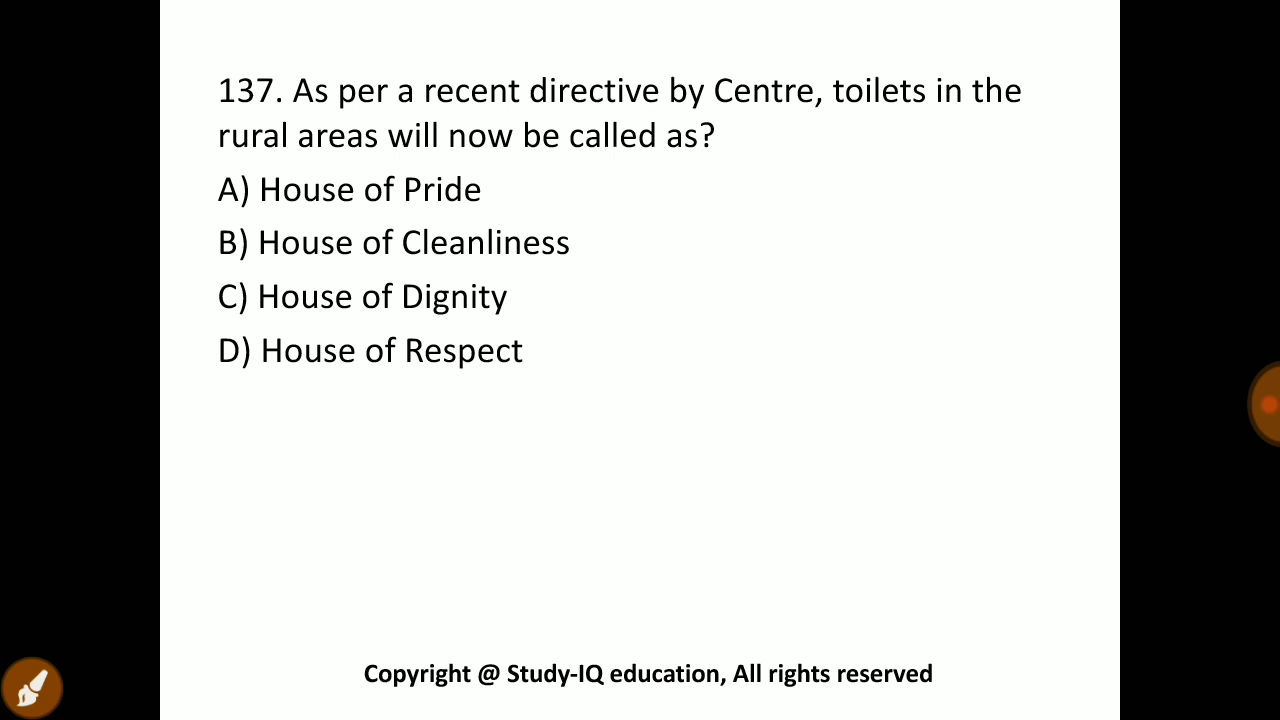 137. As per a recent directive by Centre, toilets in the
rural areas will now be called as?
A) House of Pride
B) House of Cleanliness
C) House of Dignity
D) House of Respect
Copyright @ Study-IQ education, All rights reserved